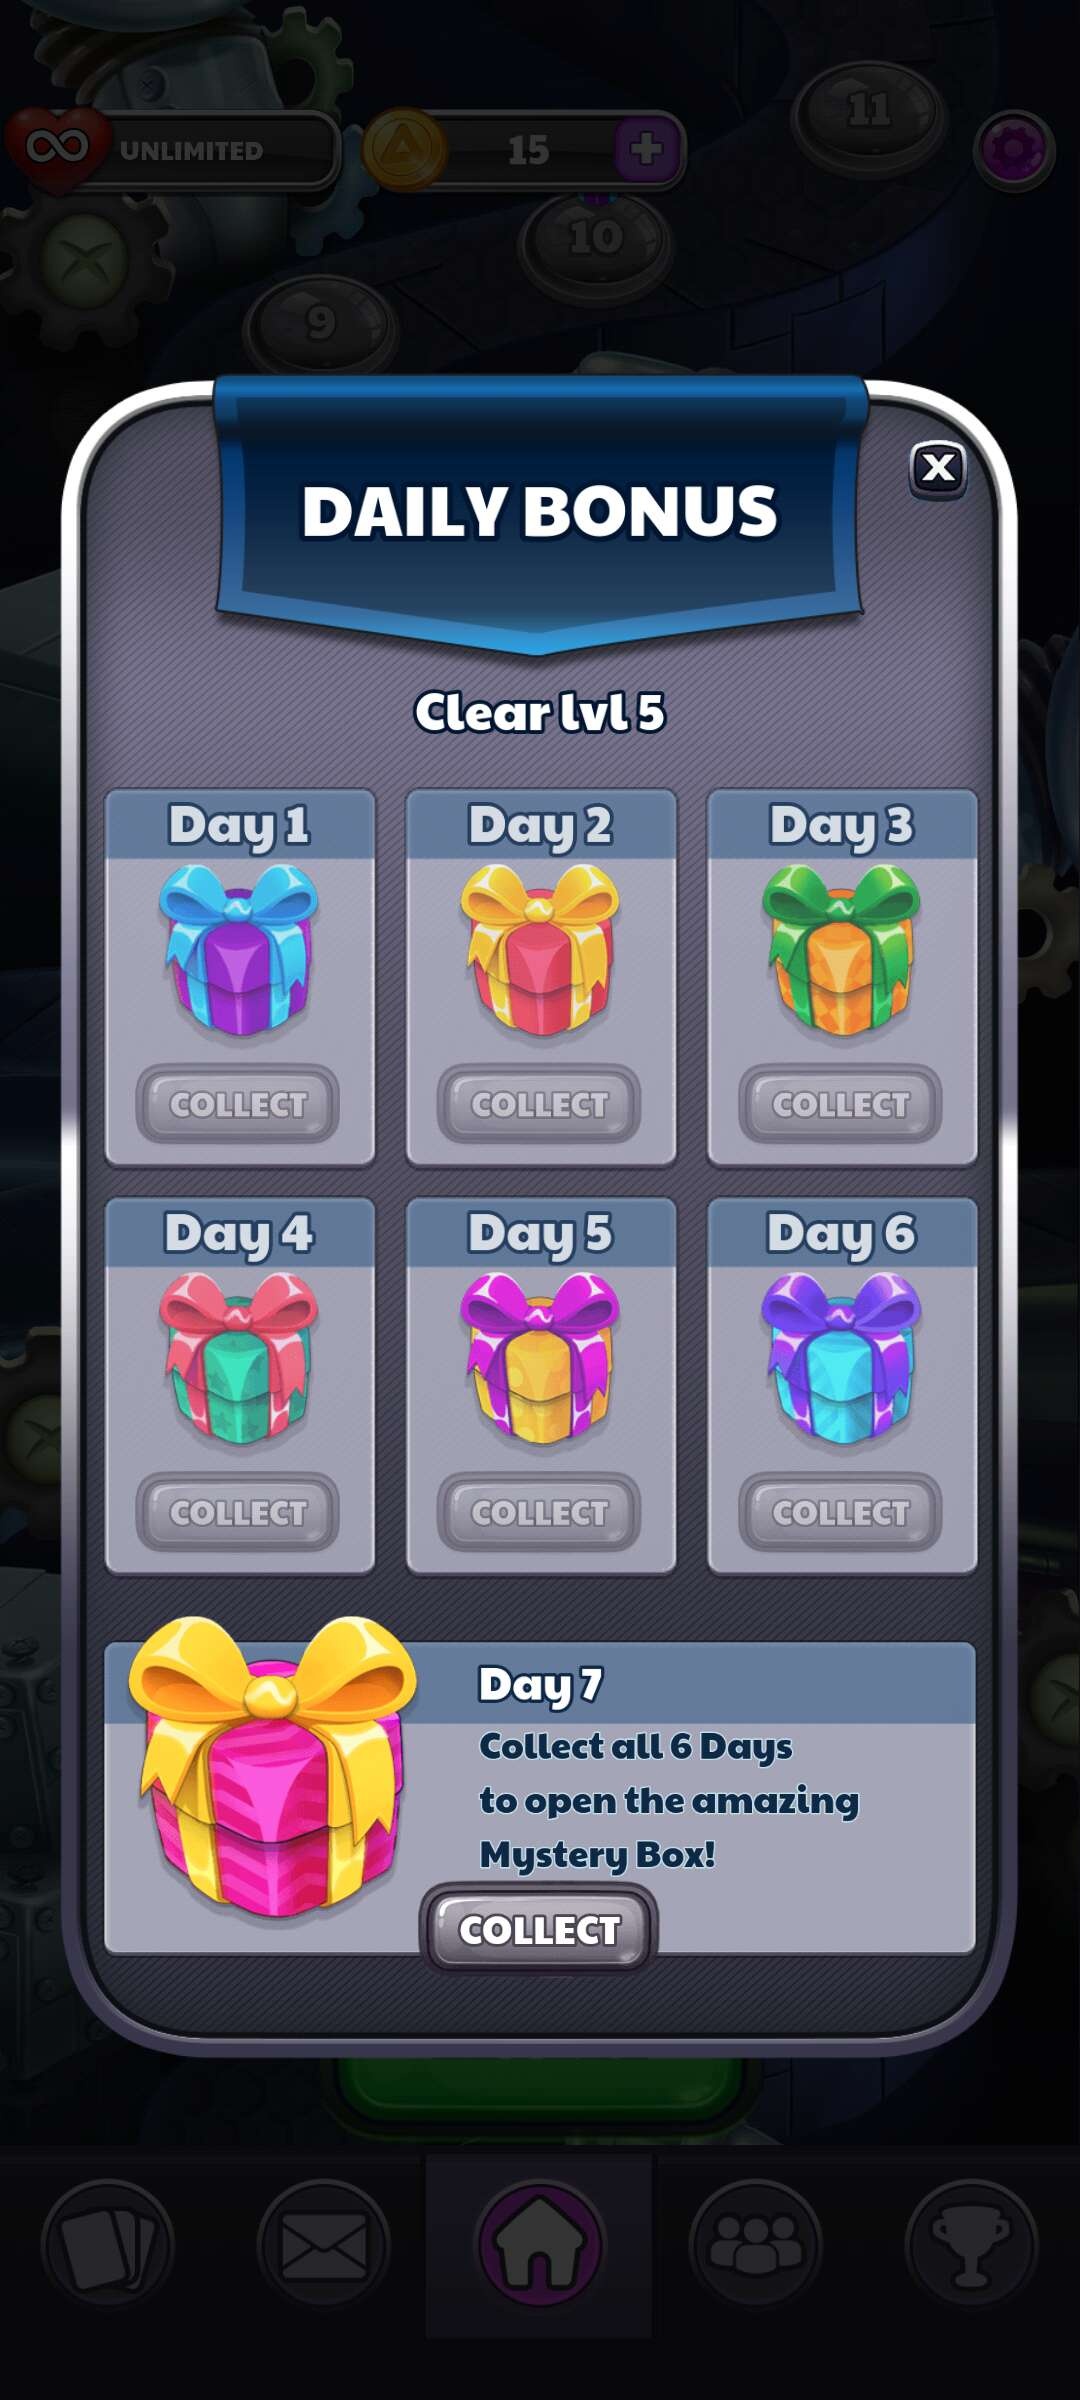 UNLIMITED
15
11
10
9
DAILY BONUS
X
Clear lvl 5
Day 1
Day 2
Day 3
COLLECT
COLLECT
COLLECT
Day 4
Day 5
Day 6
COLLECT
COLLECT
COLLECT
Day 7
Collect all 6 Days
to open the amazing
Mystery Box!
COLLECT